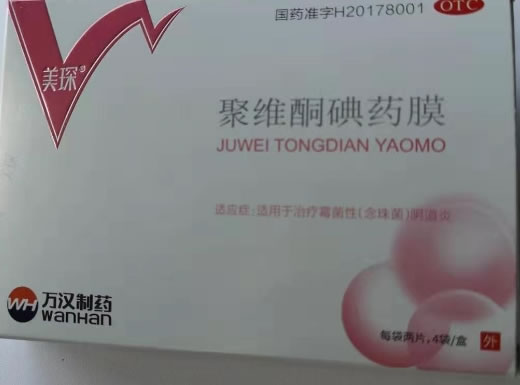 国药准字H20178001
OTC
美琛®
聚维酮碘药膜
JUWEI TONGDIAN YAOMO
适应症:适用于治疗霉菌性(念珠菌)阴道炎
WH 万汉制药
WanHan
每袋两片,4袋/盒
外